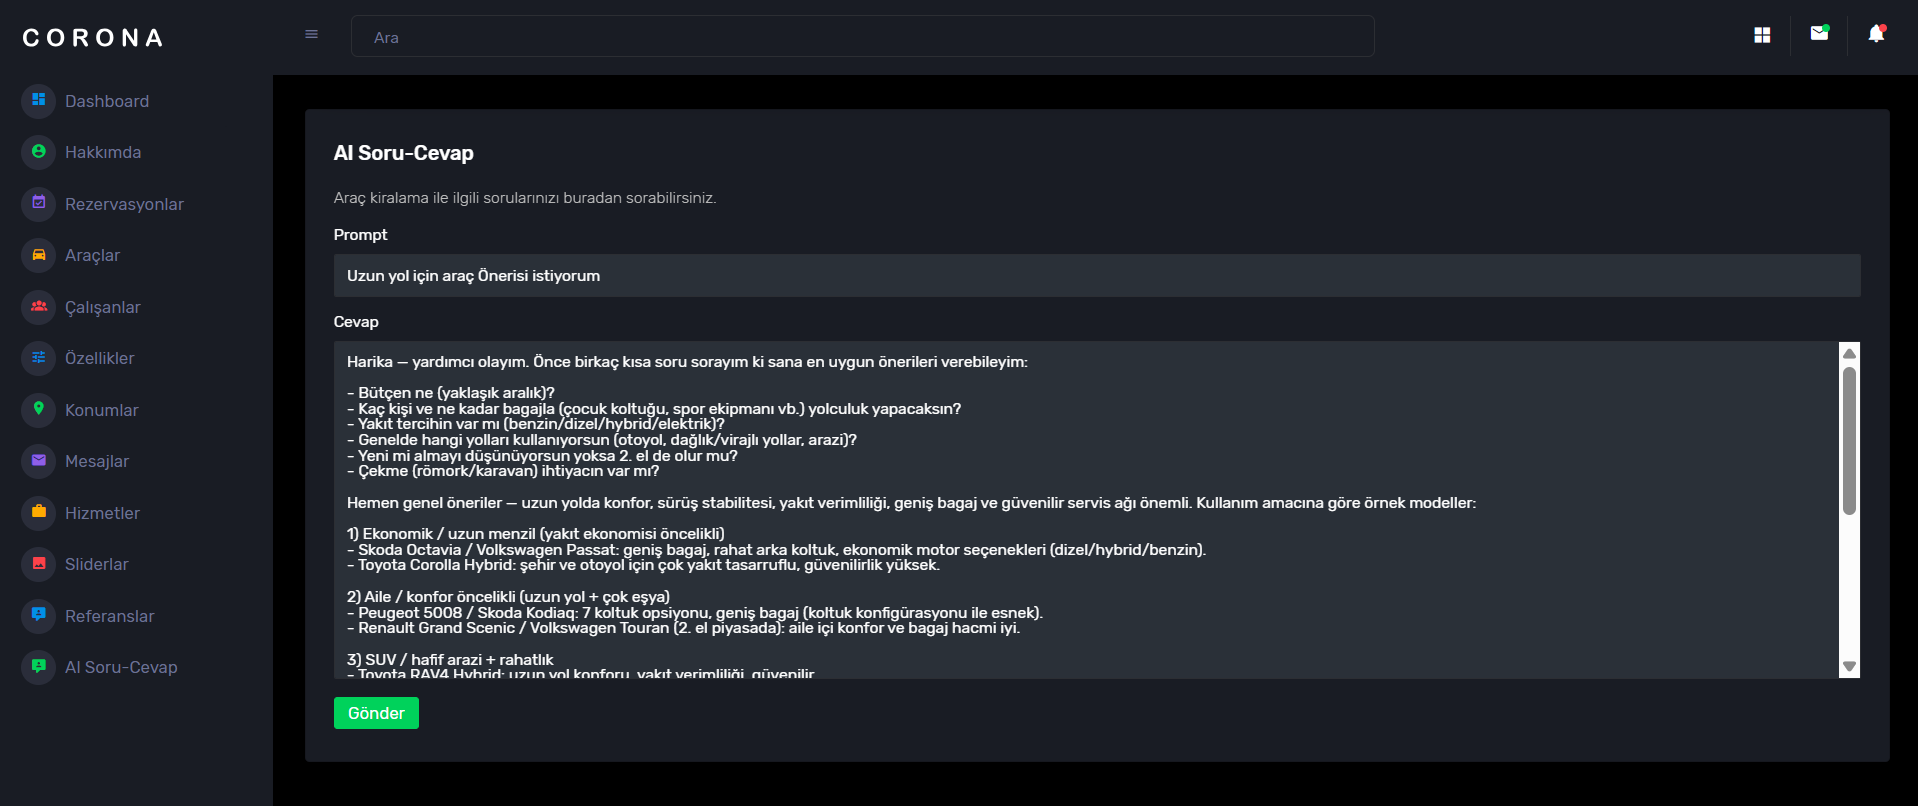 CORONA
Ara
Dashboard
Hakkımda
Rezervasyonlar
Araçlar
Çalışanlar
Özellikler
Konumlar
Mesajlar
Hizmetler
Sliderlar
Referanslar
AI Soru-Cevap
AI Soru-Cevap
Araç kiralama ile ilgili sorularınızı buradan sorabilirsiniz.
Prompt
Uzun yol için araç Önerisi istiyorum
Cevap
Harika — yardımcı olayım. Önce birkaç kısa soru sorayım ki sana en uygun önerileri verebileyim:
- Bütçen ne (yaklaşık aralık)?
- Kaç kişi ve ne kadar bagajla (çocuk koltuğu, spor ekipmanı vb.) yolculuk yapacaksın?
- Yakıt tercihin var mı (benzin/dizel/hybrid/elektrik)?
- Genelde hangi yolları kullanıyorsun (otoyol, dağlık/virajlı yollar, arazi)?
- Yeni mi almayı düşünüyorsun yoksa 2. el de olur mu?
- Çekme (römork/karavan) ihtiyacın var mı?
Hemen genel öneriler — uzun yolda konfor, sürüş stabilitesi, yakıt verimliliği, geniş bagaj ve güvenilir servis ağı önemli. Kullanım amacına göre örnek modeller:
1) Ekonomik / uzun menzil (yakıt ekonomisi öncelikli)
- Skoda Octavia / Volkswagen Passat: geniş bagaj, rahat arka koltuk, ekonomik motor seçenekleri (dizel/hybrid/benzin).
- Toyota Corolla Hybrid: şehir ve otoyol için çok yakıt tasarruflu, güvenilirlik yüksek.
2) Aile / konfor öncelikli (uzun yol + çok eşya)
- Peugeot 5008 / Skoda Kodiaq: 7 koltuk opsiyonu, geniş bagaj (koltuk konfigürasyonu ile esnek).
- Renault Grand Scenic / Volkswagen Touran (2. el piyasada): aile içi konfor ve bagaj hacmi iyi.
3) SUV / hafif arazi + rahatlık
- Toyota RAV4 Hybrid: uzun yol konforu, yakıt verimliliği, güvenilir
Gönder